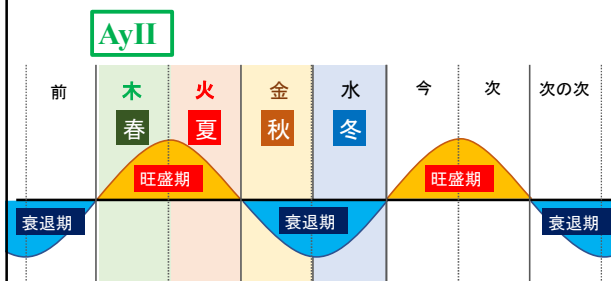 AyII
前 木 火 金 水 今 次 次の次
春 夏 秋 冬
旺盛期 旺盛期
衰退期 衰退期 衰退期